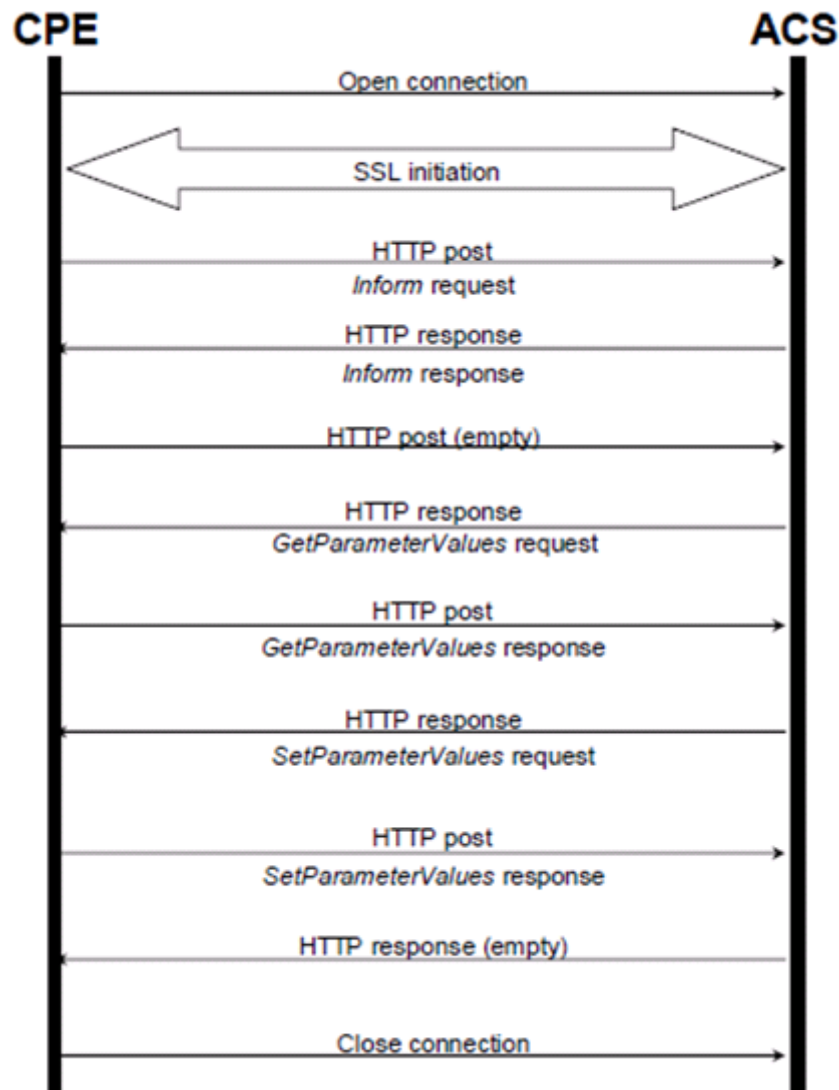 CPE
ACS
Open connection
SSL initiation
HTTP post
Inform request
HTTP response
Inform response
HTTP post (empty)
HTTP response
GetParameterValues request
HTTP post
GetParameterValues response
HTTP response
SetParameterValues request
HTTP post
SetParameterValues response
HTTP response (empty)
Close connection